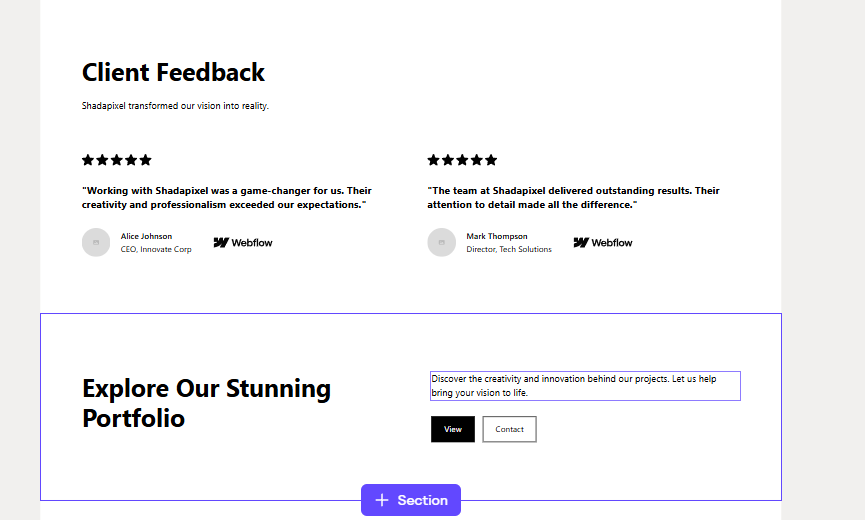 Client Feedback
Shadapixel transformed our vision into reality.
"Working with Shadapixel was a game-changer for us. Their
creativity and professionalism exceeded our expectations."
Alice Johnson
CEO, Innovate Corp
Webflow
"The team at Shadapixel delivered outstanding results. Their
attention to detail made all the difference."
Mark Thompson
Director, Tech Solutions
Webflow
Explore Our Stunning
Portfolio
Discover the creativity and innovation behind our projects. Let us help
bring your vision to life.
View
Contact
+ Section